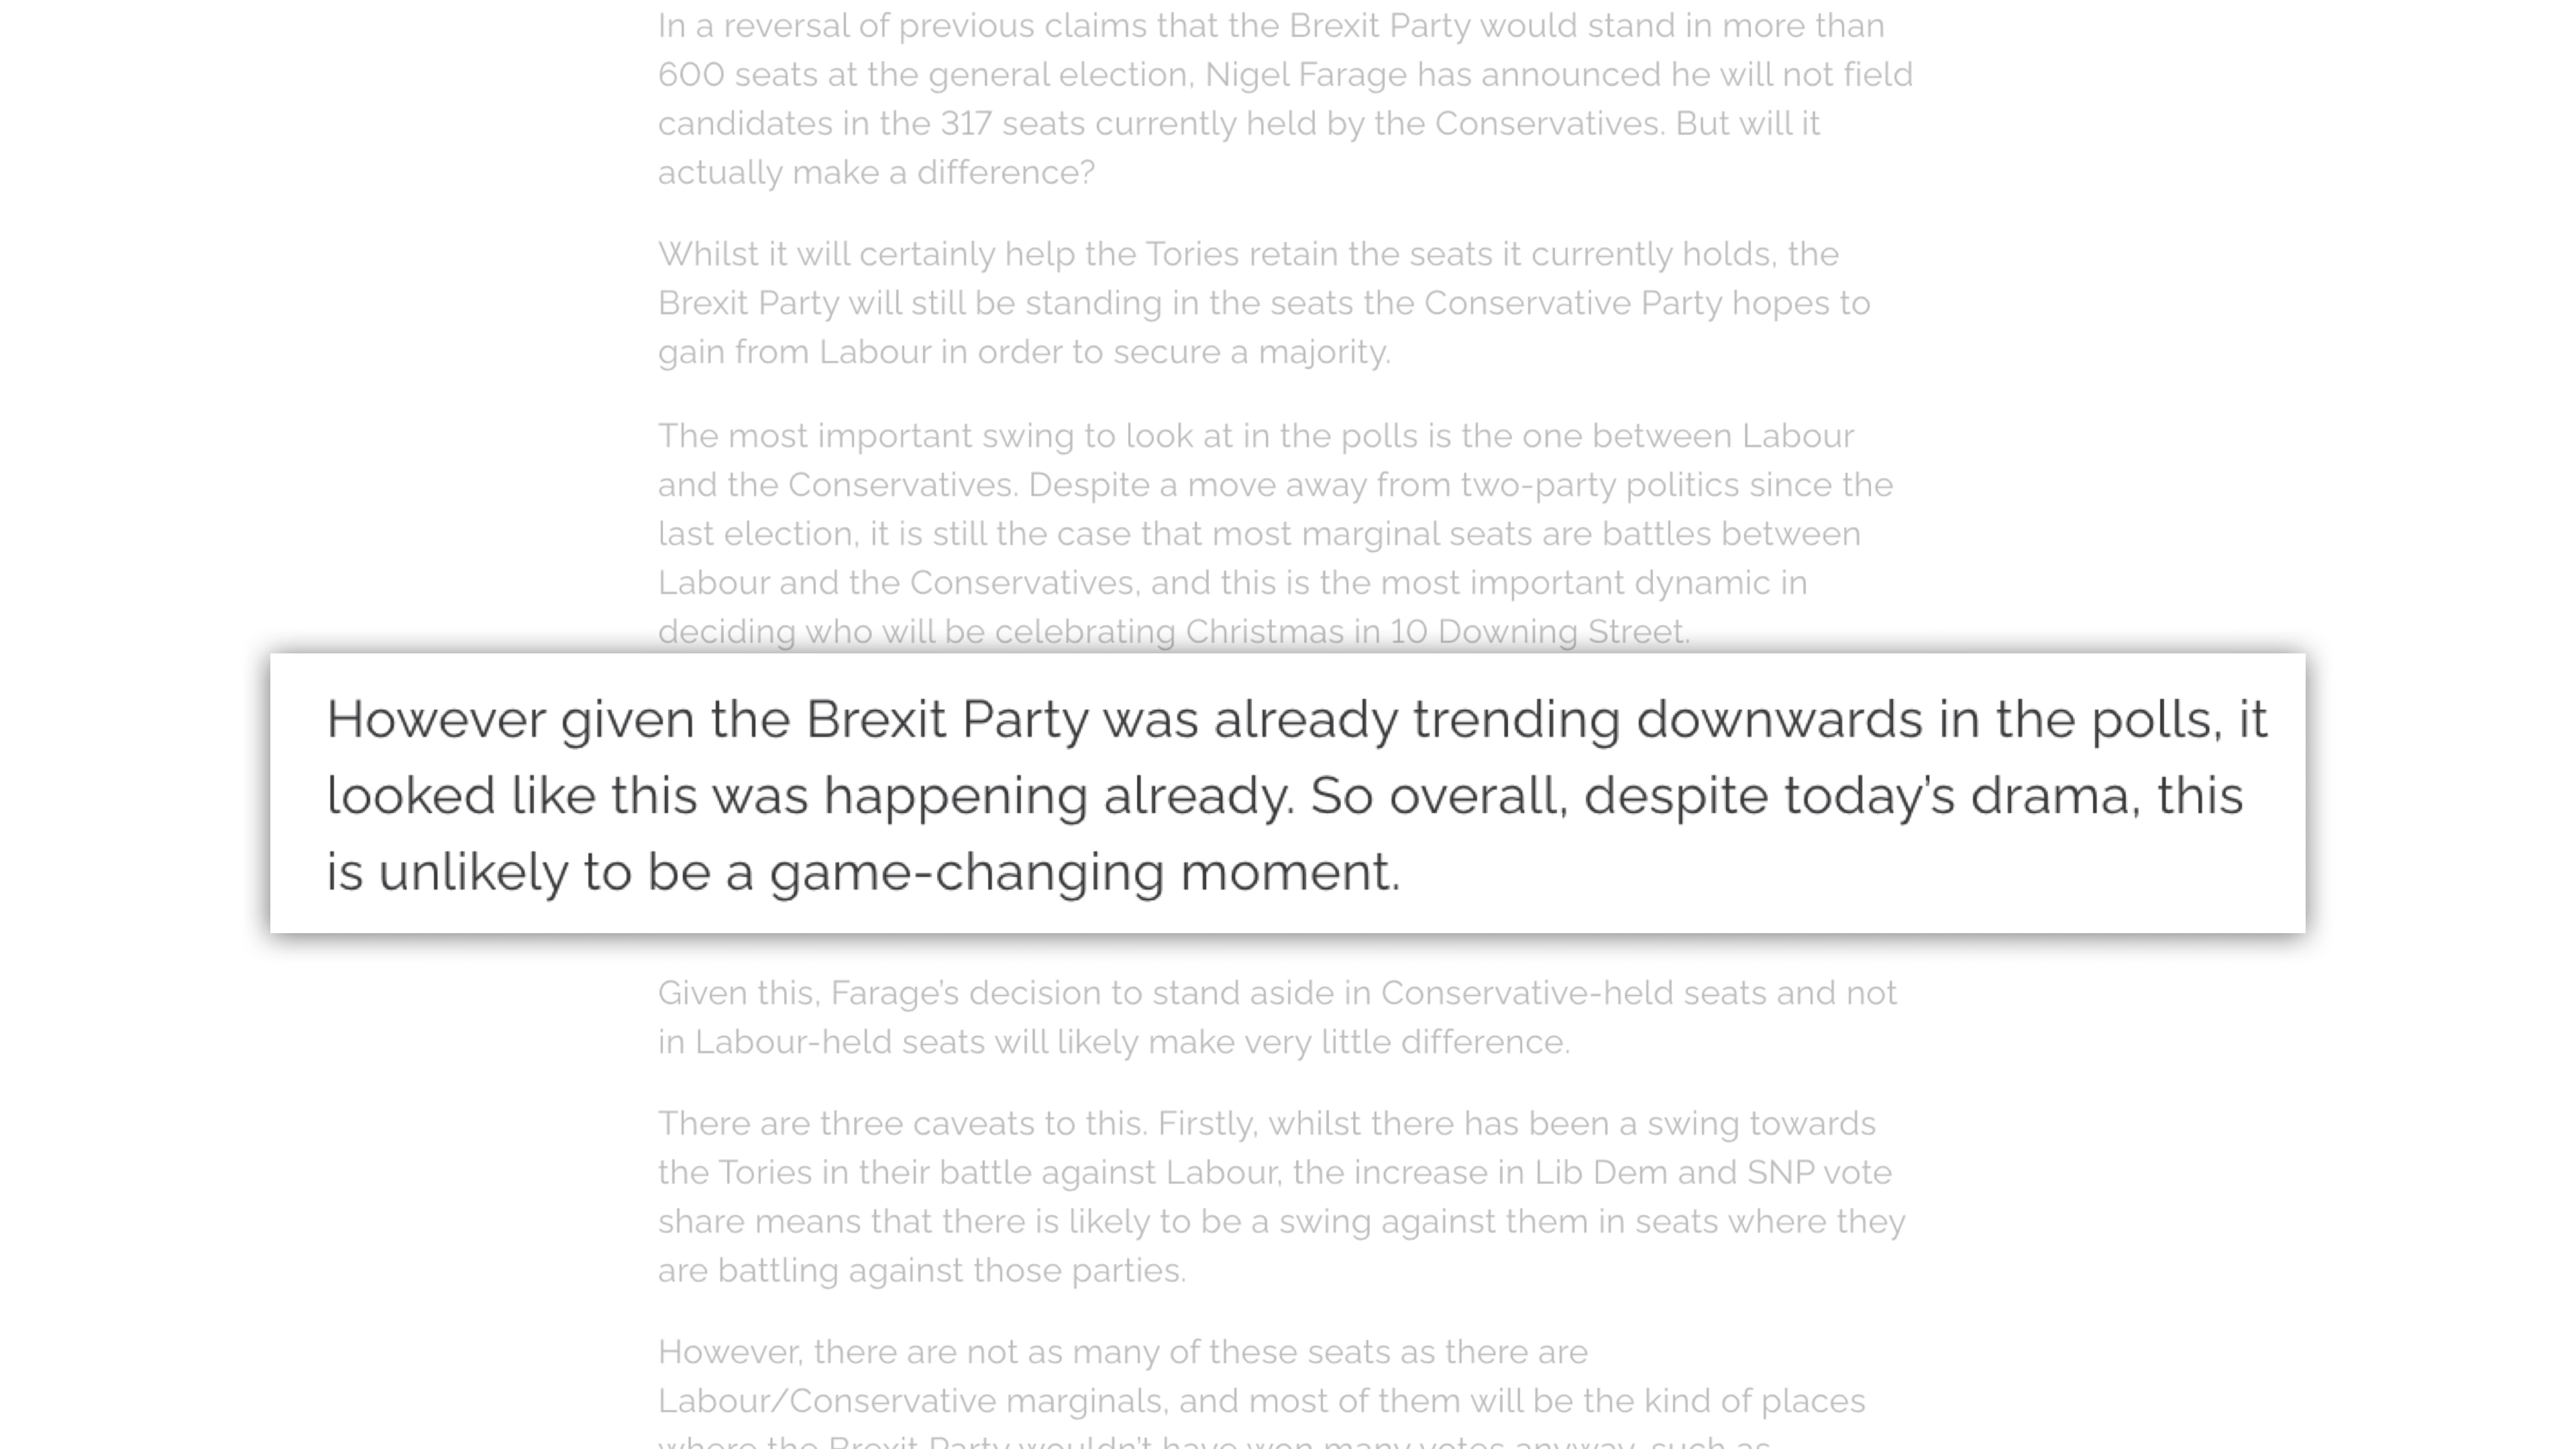 In a reversal of previous claims that the Brexit Party would stand in more than
600 seats at the general election, Nigel Farage has announced he will not field
candidates in the 317 seats currently held by the Conservatives. But will it
actually make a difference?
Whilst it will certainly help the Tories retain the seats it currently holds, the
Brexit Party will still be standing in the seats the Conservative Party hopes to
gain from Labour in order to secure a majority.
The most important swing to look at in the polls is the one between Labour
and the Conservatives. Despite a move away from two-party politics since the
last election, it is still the case that most marginal seats are battles between
Labour and the Conservatives, and this is the most important dynamic in
deciding who will be celebrating Christmas in 10 Downing Street.
However given the Brexit Party was already trending downwards in the polls, it
looked like this was happening already. So overall, despite today’s drama, this
is unlikely to be a game-changing moment.
Given this, Farage’s decision to stand aside in Conservative-held seats and not
in Labour-held seats will likely make very little difference.
There are three caveats to this. Firstly, whilst there has been a swing towards
the Tories in their battle against Labour, the increase in Lib Dem and SNP vote
share means that there is likely to be a swing against them in seats where they
are battling against those parties.
However, there are not as many of these seats as there are
Labour/Conservative marginals, and most of them will be the kind of places
where the Brexit Party wouldn’t have won many votes anyway, such as